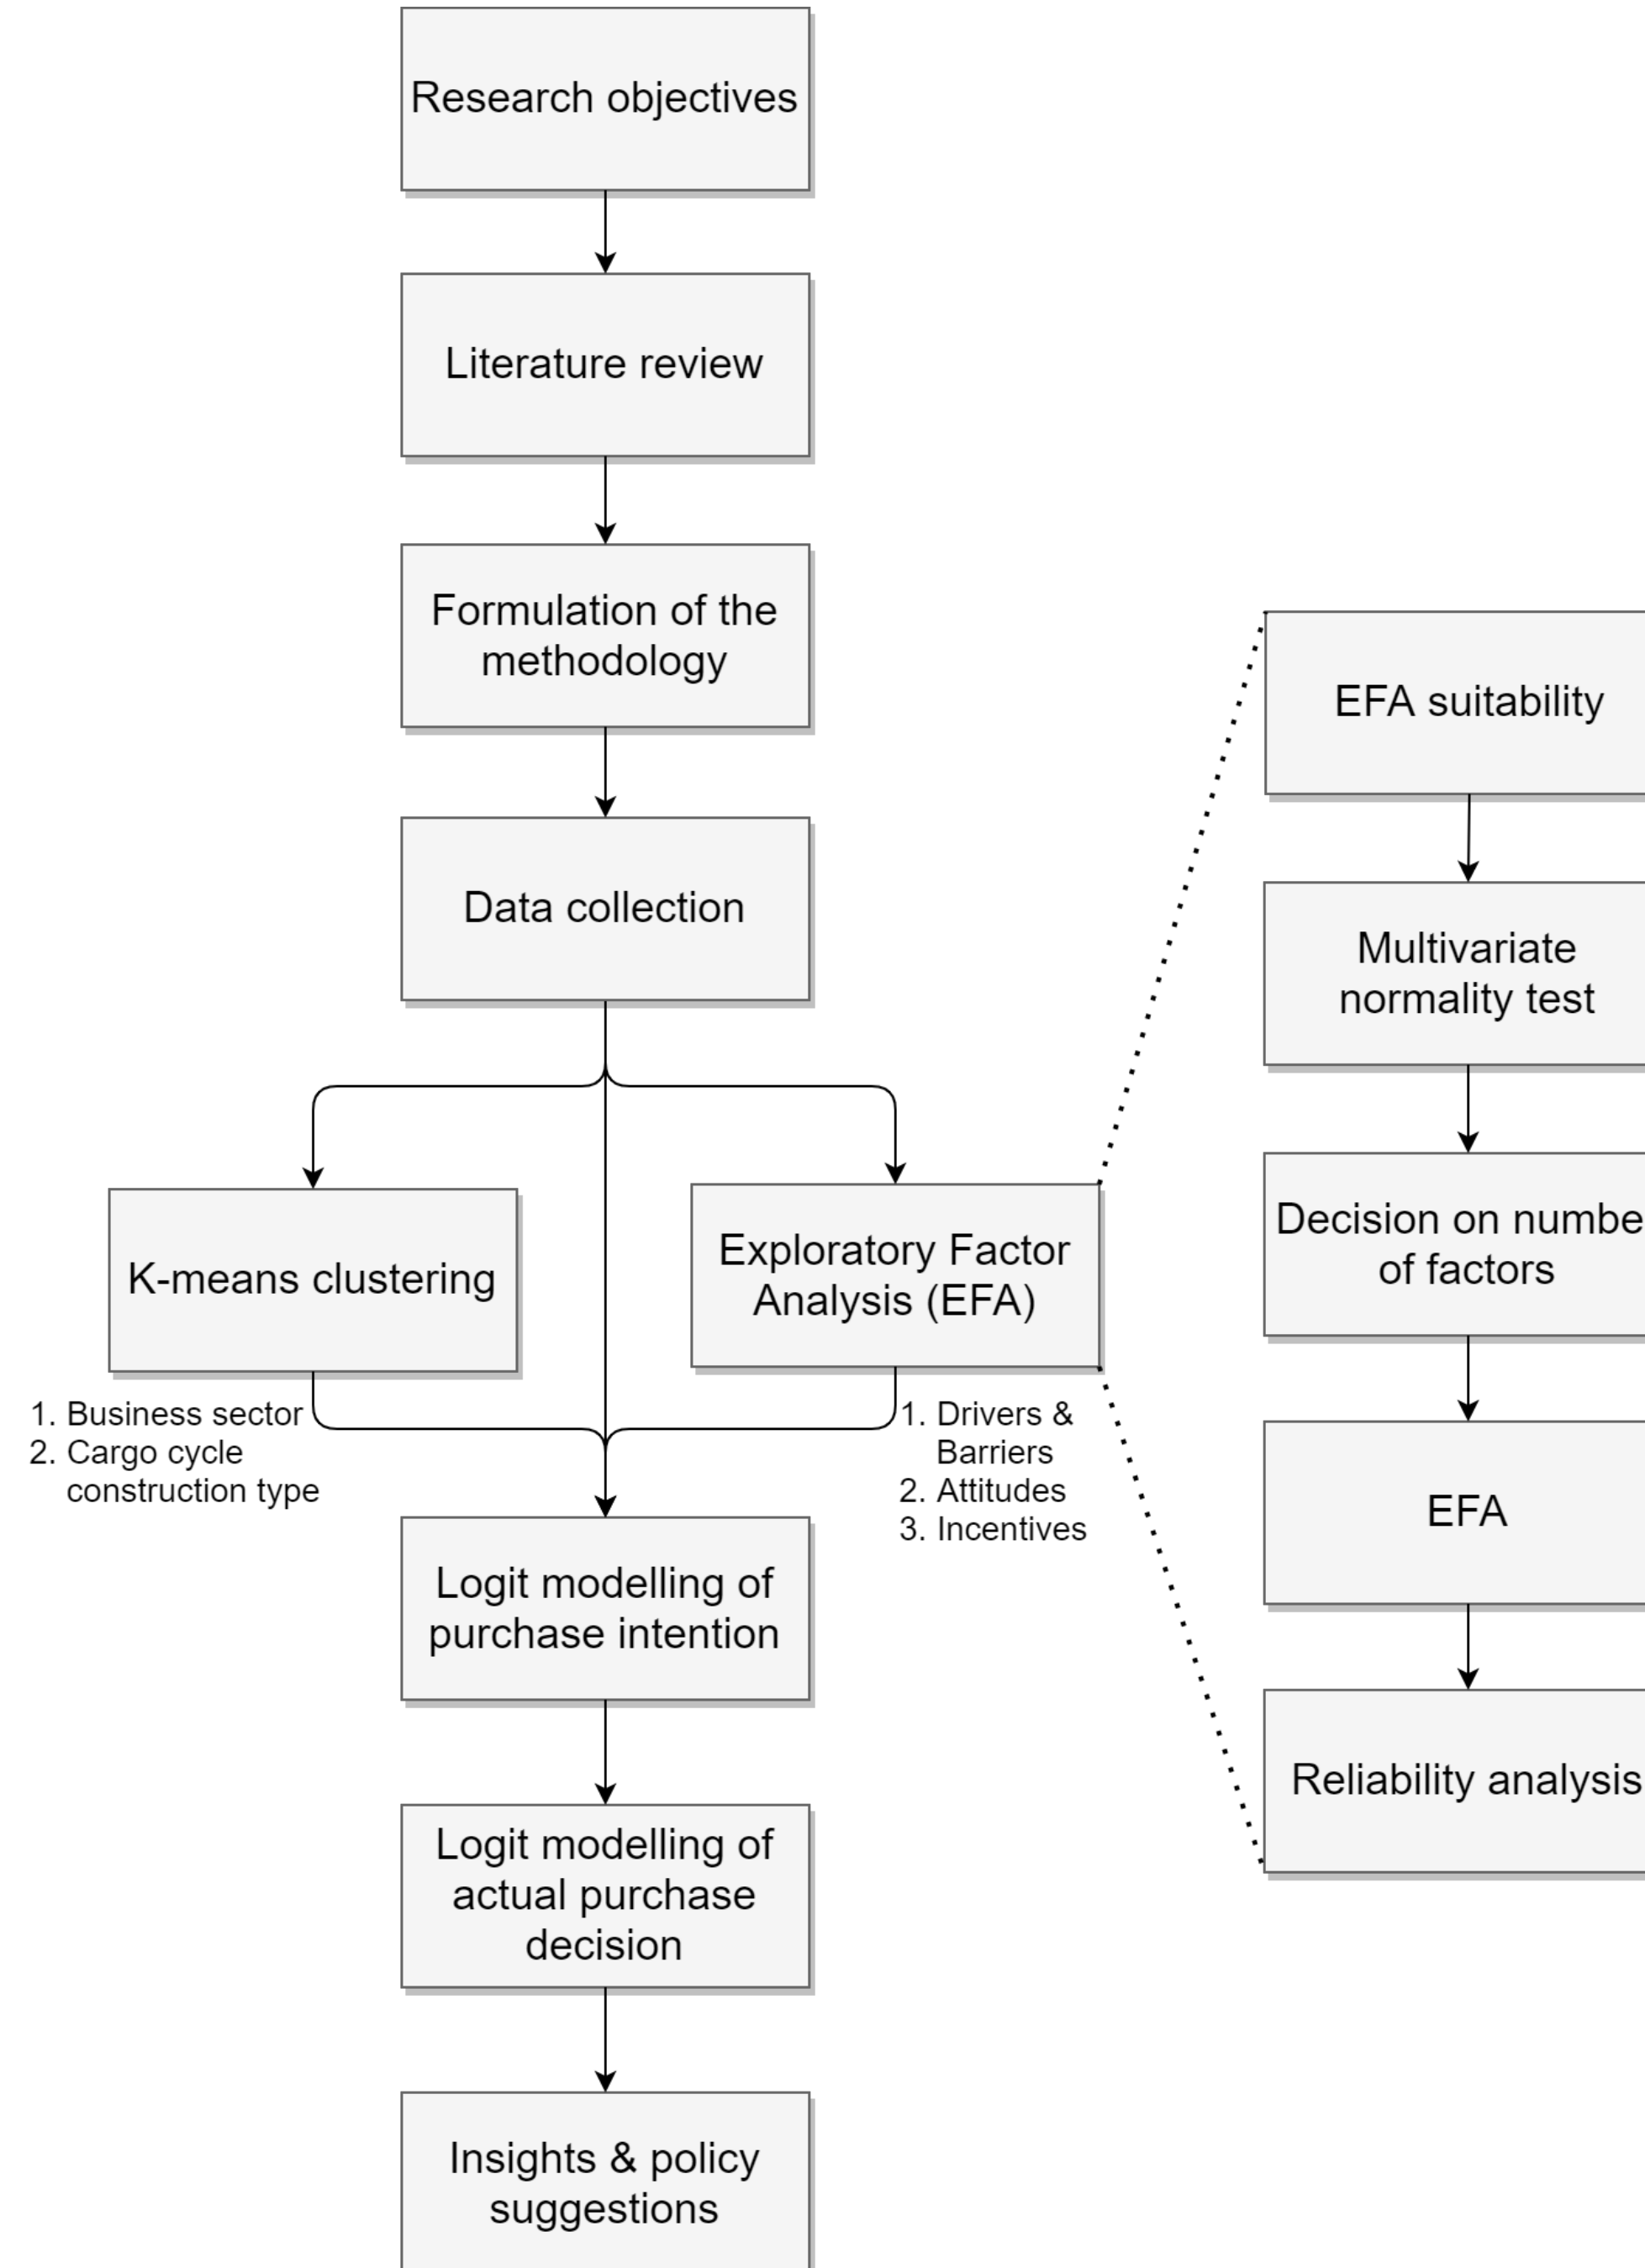 Research objectives
Literature review
Formulation of the
methodology
Data collection
K-means clustering
1. Business sector
2. Cargo cycle
construction type
Exploratory Factor
Analysis (EFA)
1. Drivers &
Barriers
2. Attitudes
3. Incentives
Logit modelling of
purchase intention
Logit modelling of
actual purchase
decision
Insights & policy
suggestions
EFA suitability
Multivariate
normality test
Decision on numbe
of factors
EFA
Reliability analysis